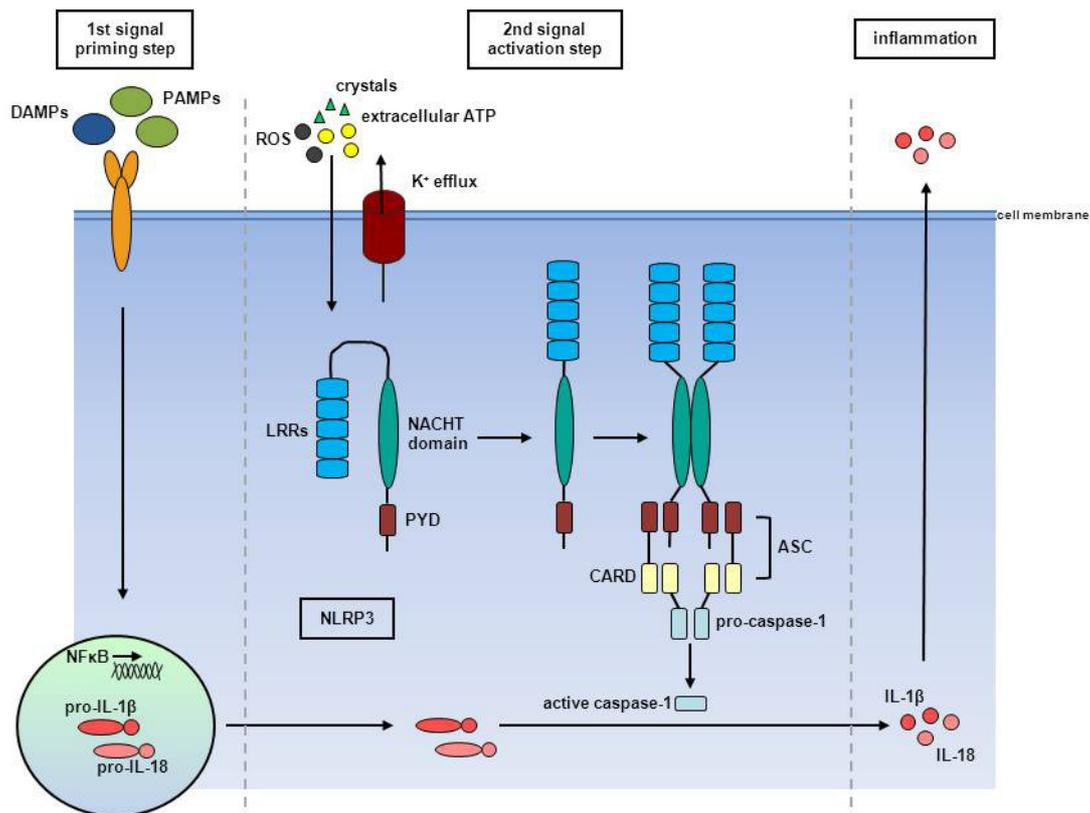 1st signal
priming step
2nd signal
activation step
inflammation
DAMPs
PAMPs
crystals
extracellular ATP
ROS
K⁺ efflux
cell membrane
LRRs
NACHT
domain
PYD
ASC
CARD
pro-caspase-1
NLRP3
NFκB
pro-IL-1β
pro-IL-18
active caspase-1
IL-1β
IL-18